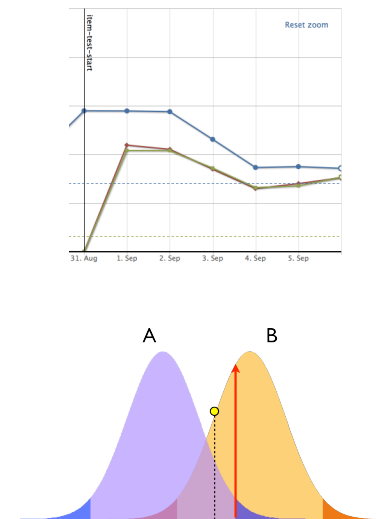 item-test-start
Reset zoom
31. Aug 1. Sep 2. Sep 3. Sep 4. Sep 5. Sep
A B